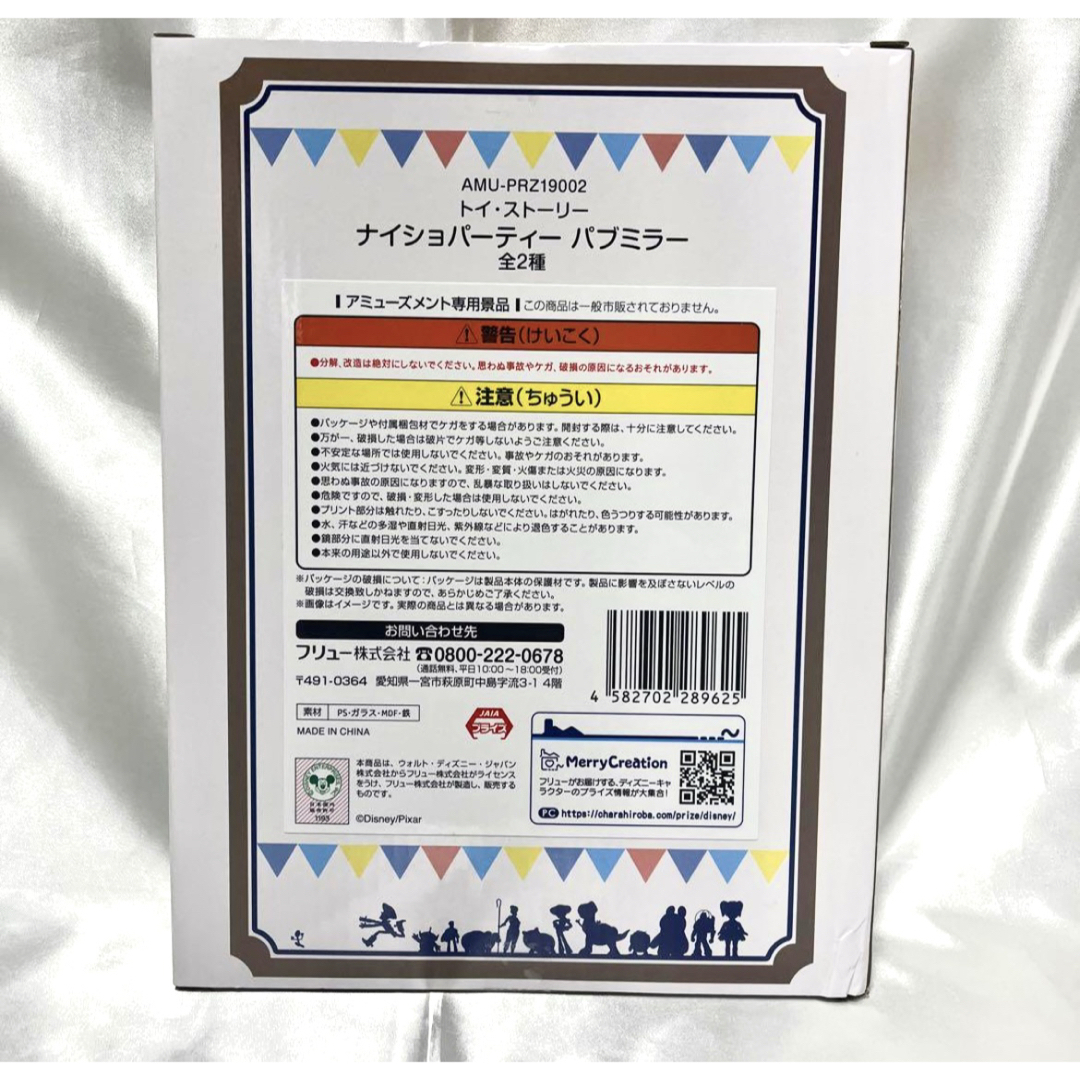 AMU-PRZ19002
トイ・ストーリー
ナイショパーティー パブミラー
全2種
アミューズメント専用景品 この商品は一般市販されておりません。
警告(けいこく)
●分解、改造は絶対にしないでください。思わぬ事故やケガ、破損の原因になるおそれがあります。
注意(ちゅうい)
●パッケージや付属梱包材でケガをする場合があります。開封する際は、十分に注意してください。
●万が一、破損した場合は破片でケガ等しないようご注意ください。
●不安定な場所では使用しないでください。事故やケガのおそれがあります。
●火気には近づけないでください。変形・変質・火傷または火災の原因になります。
●思わぬ事故の原因になりますので、乱暴な取り扱いはしないでください。
●危険ですので、破損・変形した場合は使用しないでください。
●プリント部分は触れたり、こすったりしないでください。はがれたり、色うつりする可能性があります。
●水、汗などの多湿や直射日光、紫外線などにより退色することがあります。
●鏡部分に直射日光を当てないでください。
●本来の用途以外で使用しないでください。
※パッケージの破損について:パッケージは製品本体の保護材です。製品に影響を及ぼさないレベルの
破損は交換致しかねますので、あらかじめご了承ください。
※画像はイメージです。実際の商品とは異なる場合があります。
お問い合わせ先
フリュー株式会社 ☎0800-222-0678
(通話無料、平日10:00～18:00受付)
〒491-0364 愛知県一宮市萩原町中島字流3-1 4階
4 582702 289625
素材 PS・ガラス・MDF・鉄
MADE IN CHINA
JAIA
プライズ
本商品は、ウォルト・ディズニー・ジャパン
株式会社からフリュー株式会社がライセンス
をうけ、フリュー株式会社が製造し、販売する
ものです。
1193
©Disney/Pixar
MerryCreation
フリューがお届けする、ディズニーキャ
ラクターのプライズ情報が大集合!
PC https://charahiroba.com/prize/disney/